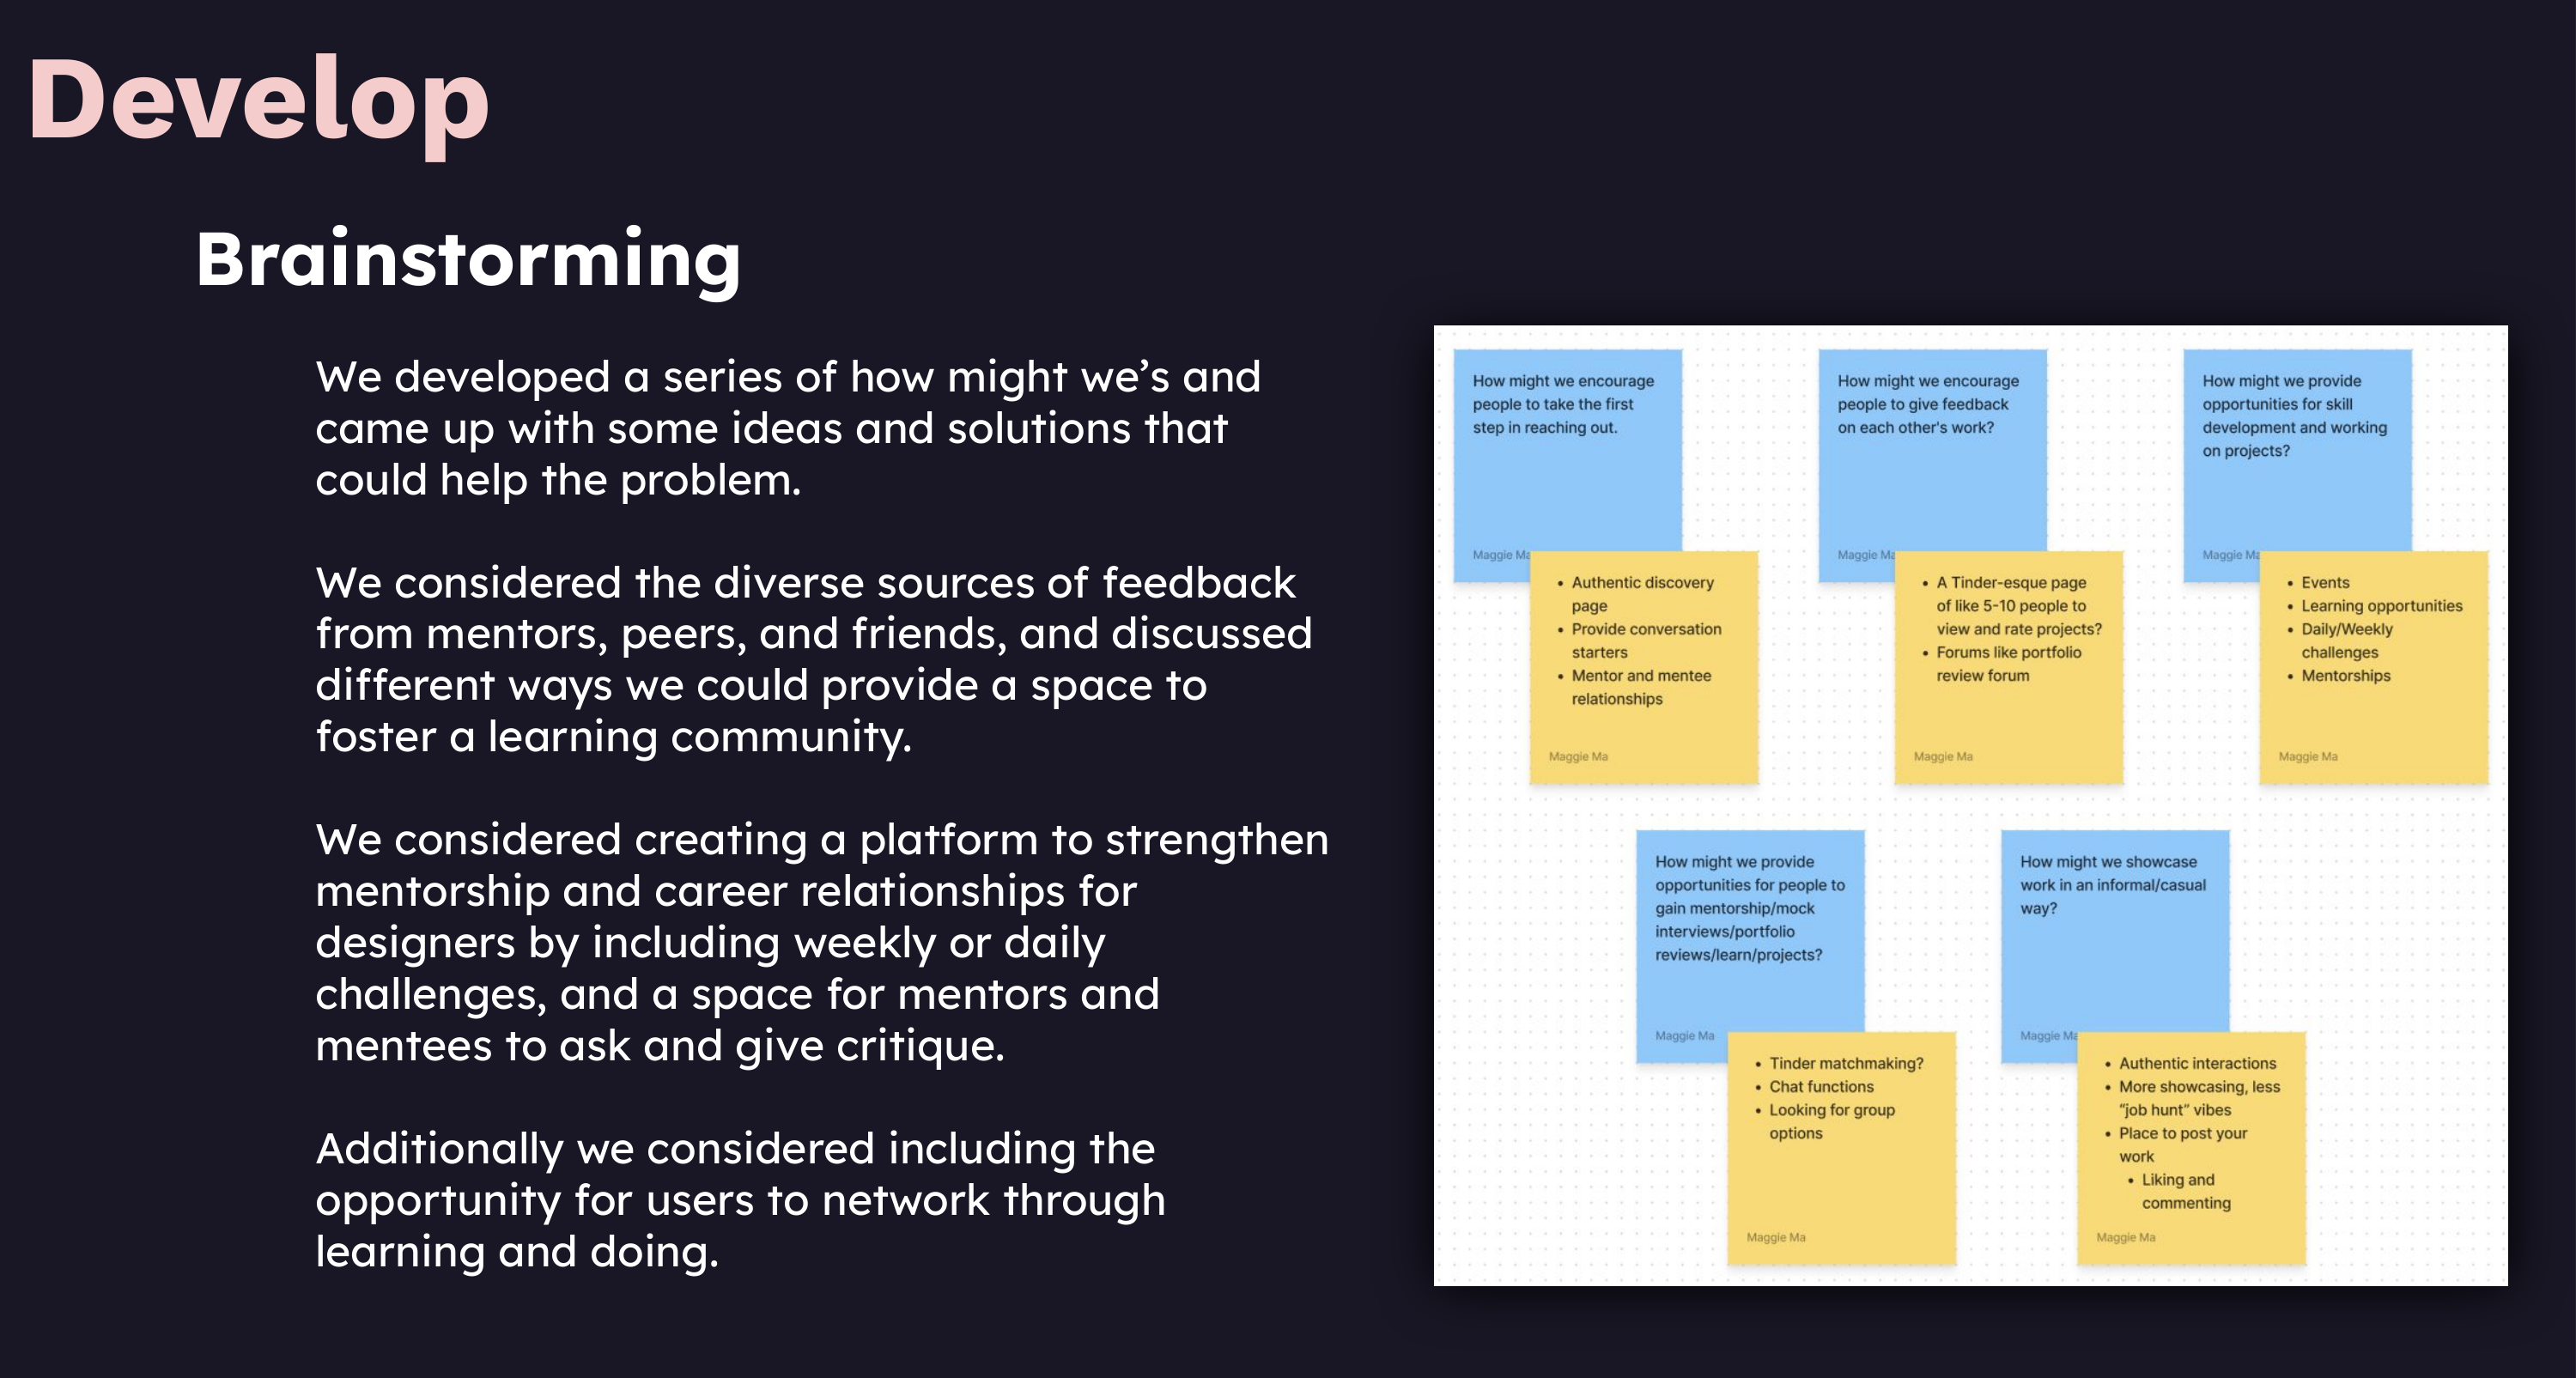 Develop
Brainstorming
We developed a series of how might we’s and
came up with some ideas and solutions that
could help the problem.
We considered the diverse sources of feedback
from mentors, peers, and friends, and discussed
different ways we could provide a space to
foster a learning community.
We considered creating a platform to strengthen
mentorship and career relationships for
designers by including weekly or daily
challenges, and a space for mentors and
mentees to ask and give critique.
Additionally we considered including the
opportunity for users to network through
learning and doing.
How might we encourage
people to take the first
step in reaching out.
Maggie Ma
• Authentic discovery
page
• Provide conversation
starters
• Mentor and mentee
relationships
Maggie Ma
How might we encourage
people to give feedback
on each other's work?
Maggie Ma
• A Tinder-esque page
of like 5-10 people to
view and rate projects?
• Forums like portfolio
review forum
Maggie Ma
How might we provide
opportunities for skill
development and working
on projects?
Maggie Ma
• Events
• Learning opportunities
• Daily/Weekly
challenges
• Mentorships
Maggie Ma
How might we provide
opportunities for people to
gain mentorship/mock
interviews/portfolio
reviews/learn/projects?
Maggie Ma
• Tinder matchmaking?
• Chat functions
• Looking for group
options
Maggie Ma
How might we showcase
work in an informal/casual
way?
Maggie Ma
• Authentic interactions
• More showcasing, less
“job hunt” vibes
• Place to post your
work
• Liking and
commenting
Maggie Ma